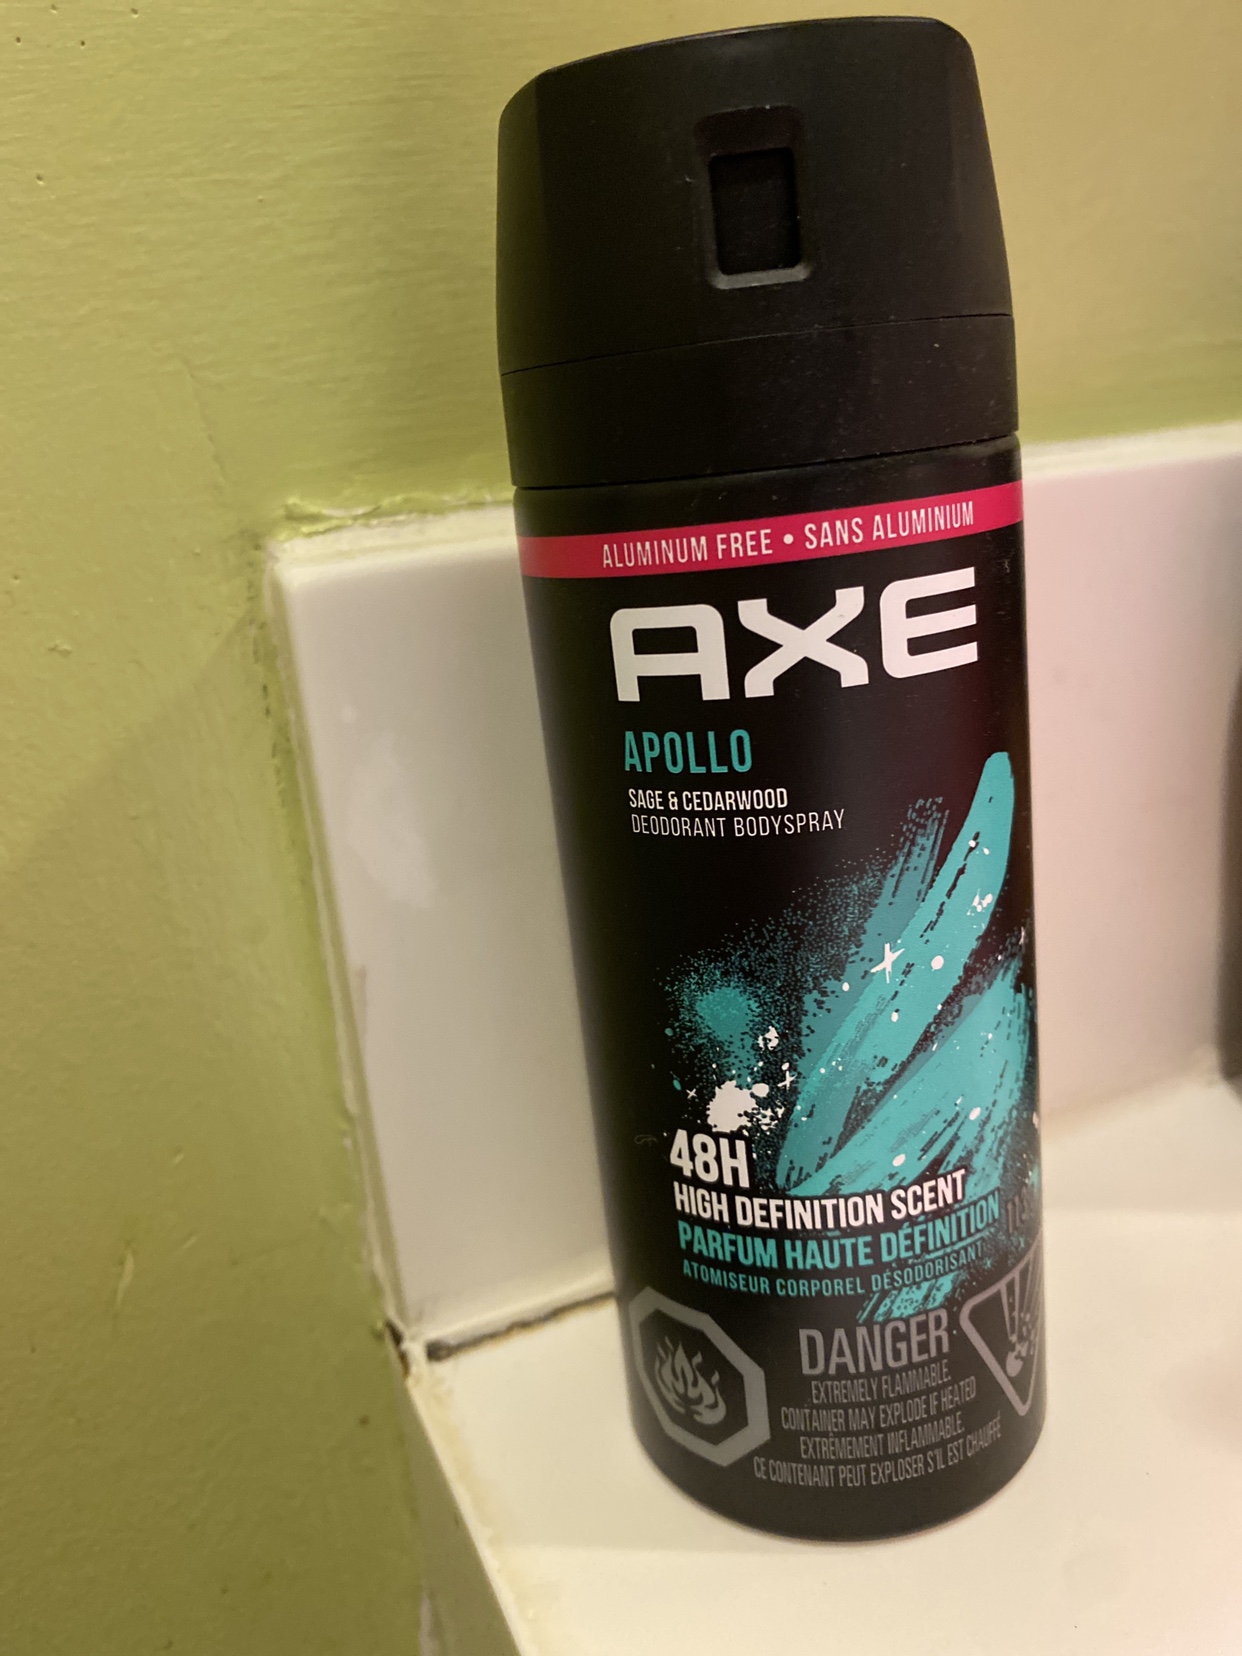 ALUMINUM FREE • SANS ALUMINIUM
AXE
APOLLO
SAGE & CEDARWOOD
DEODORANT BODYSPRAY
48H
HIGH DEFINITION SCENT
PARFUM HAUTE DÉFINITION
ATOMISEUR CORPOREL DÉSODORISANT
DANGER
EXTREMELY FLAMMABLE.
CONTAINER MAY EXPLODE IF HEATED
EXTRÊMEMENT INFLAMMABLE.
CE CONTENANT PEUT EXPLOSER S'IL EST CHAUFFÉ